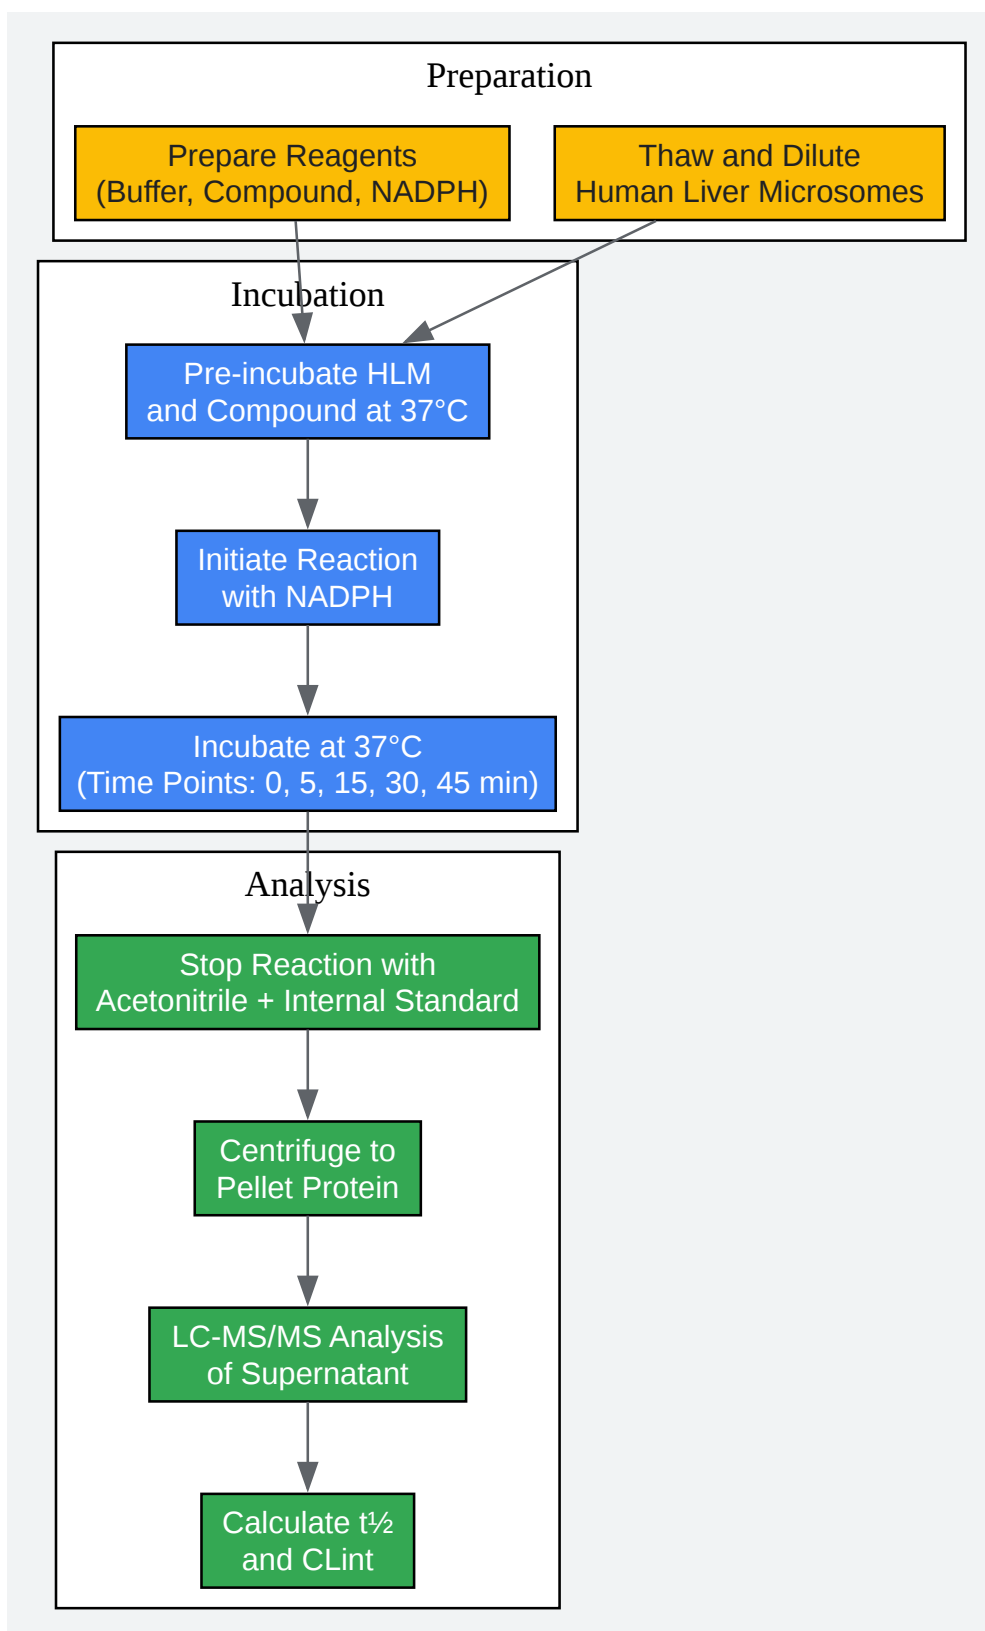 Preparation
Prepare Reagents
(Buffer, Compound, NADPH)
Thaw and Dilute
Human Liver Microsomes
Incubation
Pre-incubate HLM
and Compound at 37°C
Initiate Reaction
with NADPH
Incubate at 37°C
(Time Points: 0, 5, 15, 30, 45 min)
Analysis
Stop Reaction with
Acetonitrile + Internal Standard
Centrifuge to
Pellet Protein
LC-MS/MS Analysis
of Supernatant
Calculate t½
and CLint